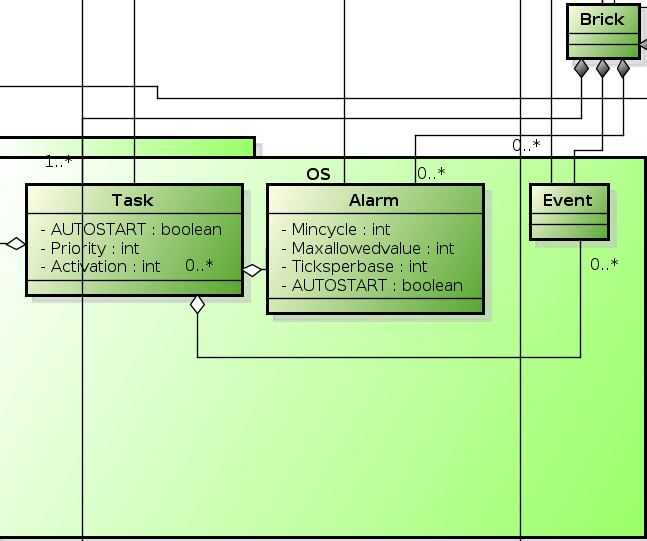 Brick
0..*
1..*
OS
0..*
Task
- AUTOSTART : boolean
- Priority : int
- Activation : int
0..*
Alarm
- Mincycle : int
- Maxallowedvalue : int
- Ticksperbase : int
- AUTOSTART : boolean
Event
0..*